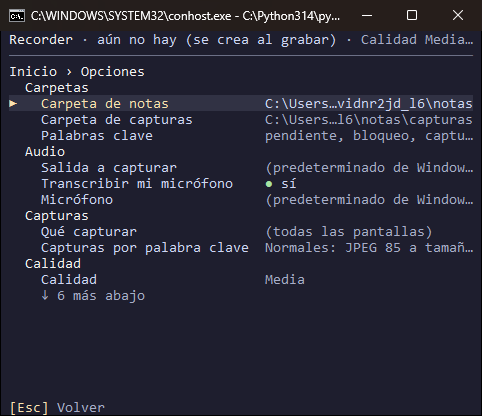 C:\WINDOWS\SYSTEM32\conhost.exe - C:\Python314\py…
Recorder · aún no hay (se crea al grabar) · Calidad Media…
Inicio › Opciones
Carpetas
► Carpeta de notas C:\Users…vidnr2jd_l6\notas
Carpeta de capturas C:\Users…l6\notas\capturas
Palabras clave pendiente, bloqueo, captu…
Audio
Salida a capturar (predeterminado de Window…
Transcribir mi micrófono ● sí
Micrófono (predeterminado de Window…
Capturas
Qué capturar (todas las pantallas)
Capturas por palabra clave Normales: JPEG 85 a tamañ…
Calidad
Calidad Media
↓ 6 más abajo
[Esc] Volver